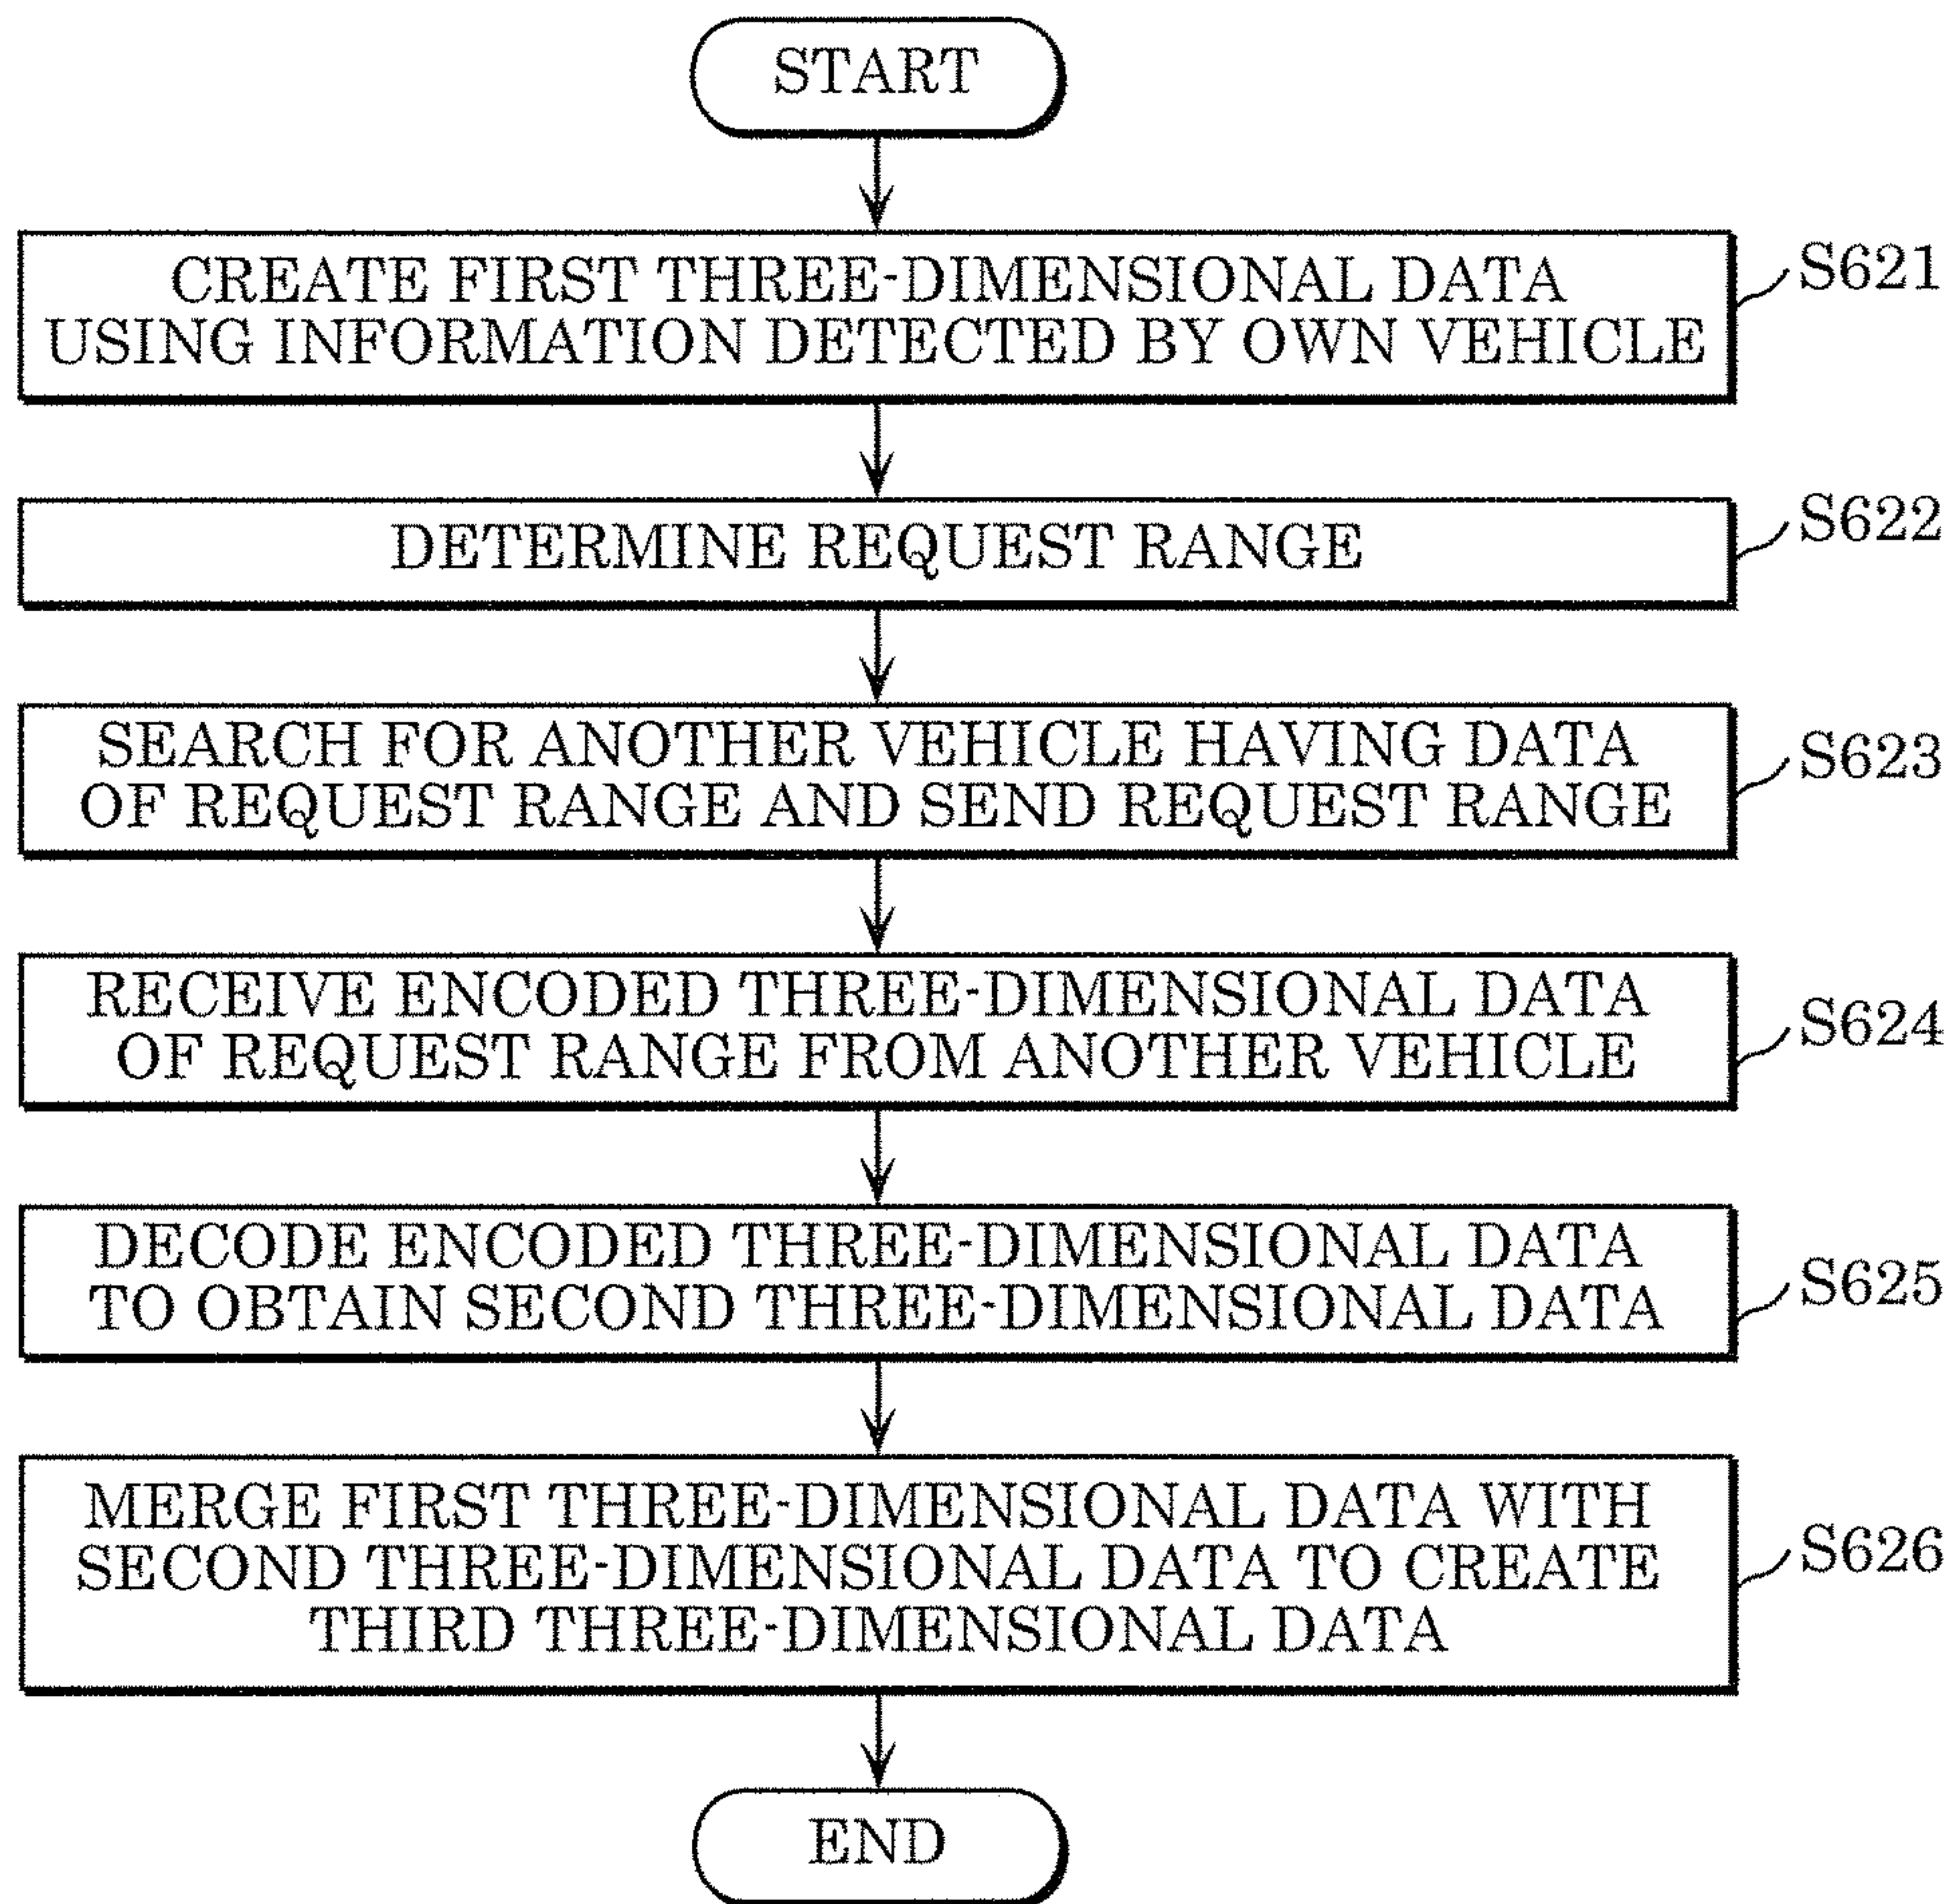 START
CREATE FIRST THREE-DIMENSIONAL DATA
USING INFORMATION DETECTED BY OWN VEHICLE
S621
DETERMINE REQUEST RANGE
S622
SEARCH FOR ANOTHER VEHICLE HAVING DATA
OF REQUEST RANGE AND SEND REQUEST RANGE
S623
RECEIVE ENCODED THREE-DIMENSIONAL DATA
OF REQUEST RANGE FROM ANOTHER VEHICLE
S624
DECODE ENCODED THREE-DIMENSIONAL DATA
TO OBTAIN SECOND THREE-DIMENSIONAL DATA
S625
MERGE FIRST THREE-DIMENSIONAL DATA WITH
SECOND THREE-DIMENSIONAL DATA TO CREATE
THIRD THREE-DIMENSIONAL DATA
S626
END